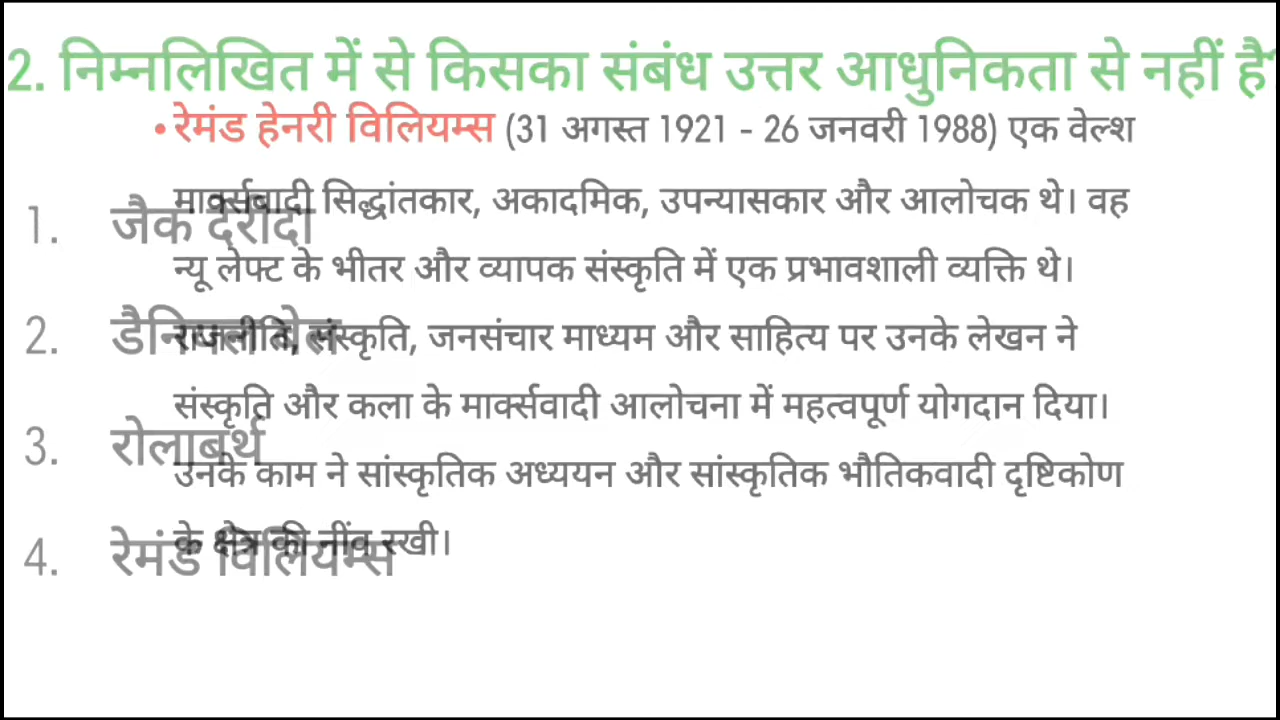 2. निम्नलिखित में से किसका संबंध उत्तर आधुनिकता से नहीं है
• रेमंड हेनरी विलियम्स (31 अगस्त 1921 - 26 जनवरी 1988) एक वेल्श
मार्क्सवादी सिद्धांतकार, अकादमिक, उपन्यासकार और आलोचक थे। वह
1. जैक देरीदा
न्यू लेफ्ट के भीतर और व्यापक संस्कृति में एक प्रभावशाली व्यक्ति थे।
राजनीति, संस्कृति, जनसंचार माध्यम और साहित्य पर उनके लेखन ने
2. डैनियल बेल
संस्कृति और कला के मार्क्सवादी आलोचना में महत्वपूर्ण योगदान दिया।
3. रोलाबर्थ
उनके काम ने सांस्कृतिक अध्ययन और सांस्कृतिक भौतिकवादी दृष्टिकोण
के क्षेत्र की नींव रखी।
4. रेमंड विलियम्स